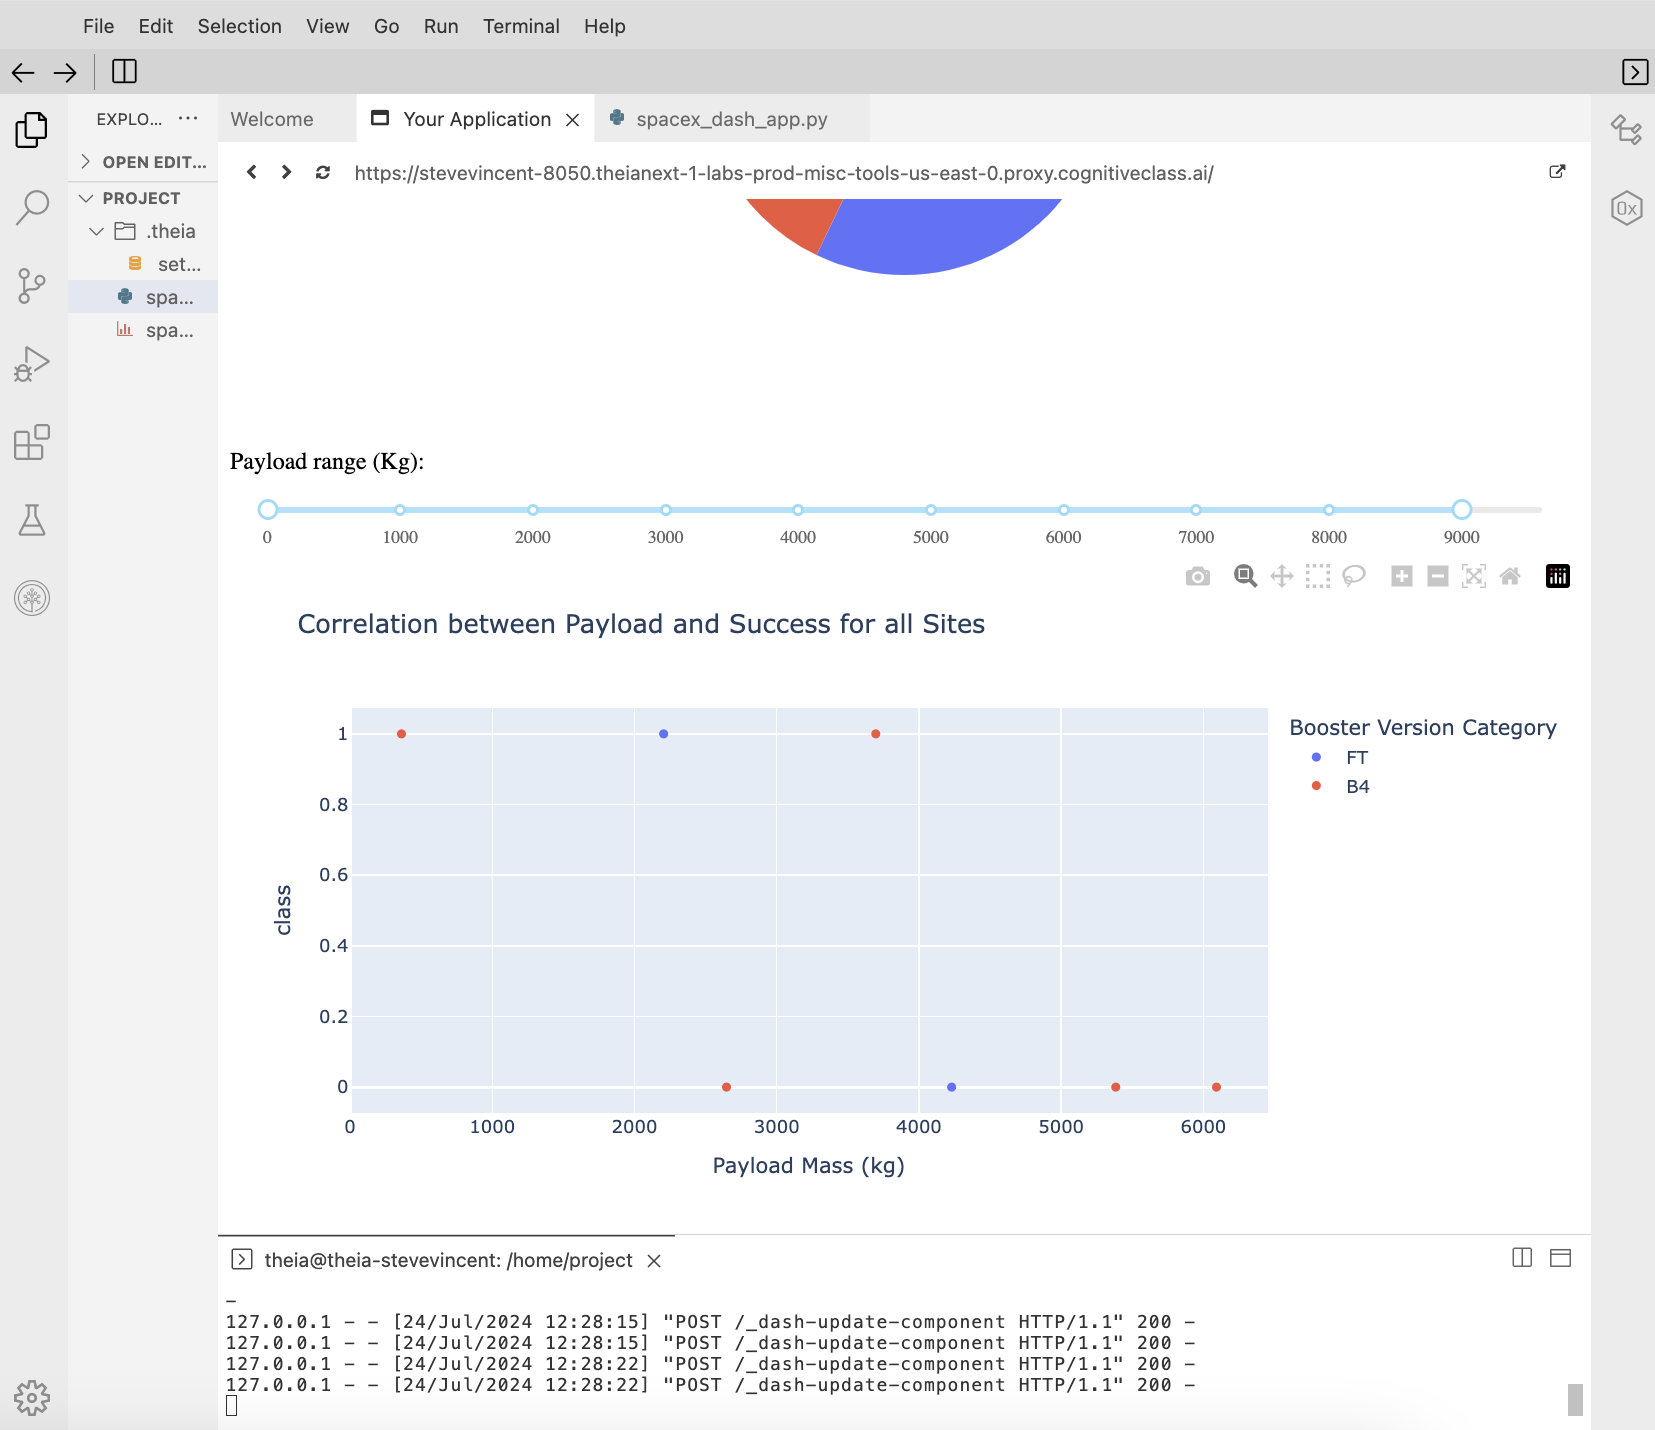 File Edit Selection View Go Run Terminal Help
EXPLO... ...
OPEN EDIT...
PROJECT
.theia
set...
spa...
spa...
0x
Welcome Your Application spacex_dash_app.py
https://stevevincent-8050.theianext-1-labs-prod-misc-tools-us-east-0.proxy.cognitiveclass.ai/
Payload range (Kg):
0 1000 2000 3000 4000 5000 6000 7000 8000 9000
Correlation between Payload and Success for all Sites
1
0.8
0.6
0.4
0.2
0
class
0 1000 2000 3000 4000 5000 6000
Payload Mass (kg)
Booster Version Category
FT
B4
theia@theia-stevevincent: /home/project
-
127.0.0.1 - - [24/Jul/2024 12:28:15] "POST /_dash-update-component HTTP/1.1" 200 -
127.0.0.1 - - [24/Jul/2024 12:28:15] "POST /_dash-update-component HTTP/1.1" 200 -
127.0.0.1 - - [24/Jul/2024 12:28:22] "POST /_dash-update-component HTTP/1.1" 200 -
127.0.0.1 - - [24/Jul/2024 12:28:22] "POST /_dash-update-component HTTP/1.1" 200 -